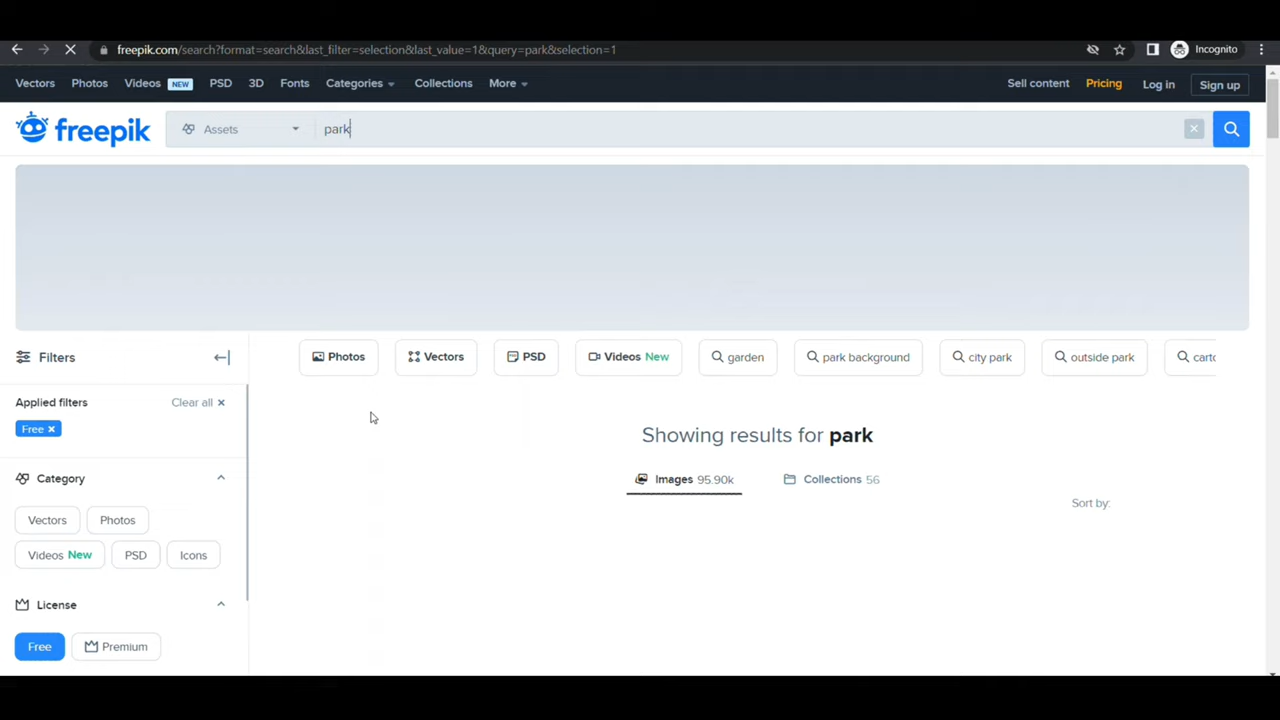 freepik.com/search?format=search&last_filter=selection&last_value=1&query=park&selection=1
Incognito
Vectors Photos Videos NEW PSD 3D Fonts Categories Collections More Sell content Pricing Log in Sign up
freepik Assets park
Photos Vectors PSD Videos New garden park background city park outside park carto
Filters
Applied filters Clear all
Free
Showing results for park
Category
Images 95.90k Collections 56
Sort by:
Vectors Photos
Videos New PSD Icons
License
Free Premium